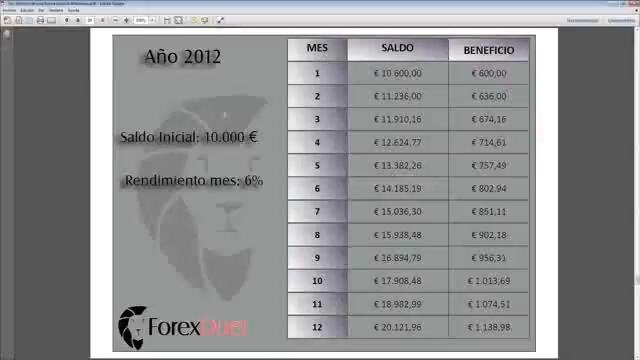 Año 2012
Saldo Inicial: 10.000 €
Rendimiento mes: 6%
MES SALDO BENEFICIO
1 € 10.600,00 € 600,00
2 € 11.236,00 € 636,00
3 € 11.910,16 € 674,16
4 € 12.624,77 € 714,61
5 € 13.382,26 € 757,49
6 € 14.185,19 € 802,94
7 € 15.036,30 € 851,11
8 € 15.938,48 € 902,18
9 € 16.894,79 € 956,31
10 € 17.908,48 € 1.013,69
11 € 18.982,99 € 1.074,51
12 € 20.121,96 € 1.138,98
ForexDuet